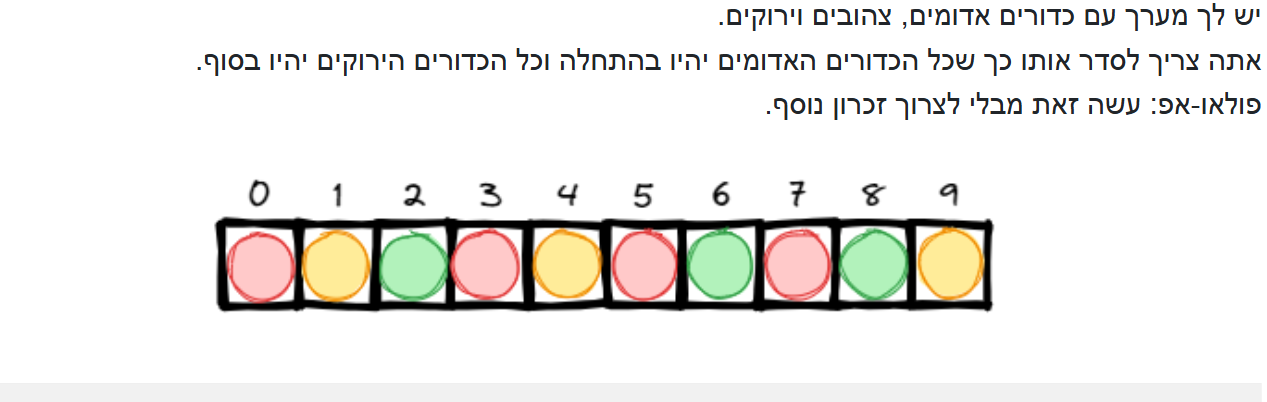 יש לך מערך עם כדורים אדומים, צהובים וירוקים.
אתה צריך לסדר אותו כך שכל הכדורים האדומים יהיו בהתחלה וכל הכדורים הירוקים יהיו בסוף.
פולאו-אפ: עשה זאת מבלי לצרוך זכרון נוסף.
0 1 2 3 4 5 6 7 8 9